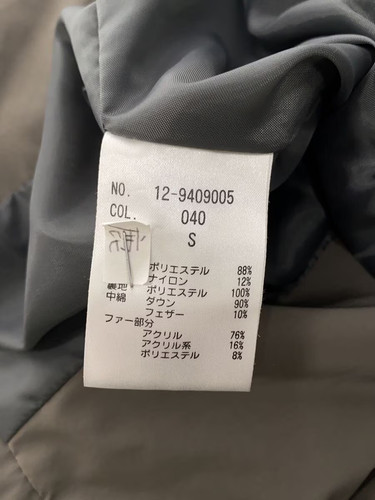 NO. 12-9409005
COL. 040
S
ポリエステル 88%
ナイロン 12%
裏地 ポリエステル 100%
中綿 ダウン 90%
フェザー 10%
ファー部分
アクリル 76%
アクリル系 16%
ポリエステル 8%